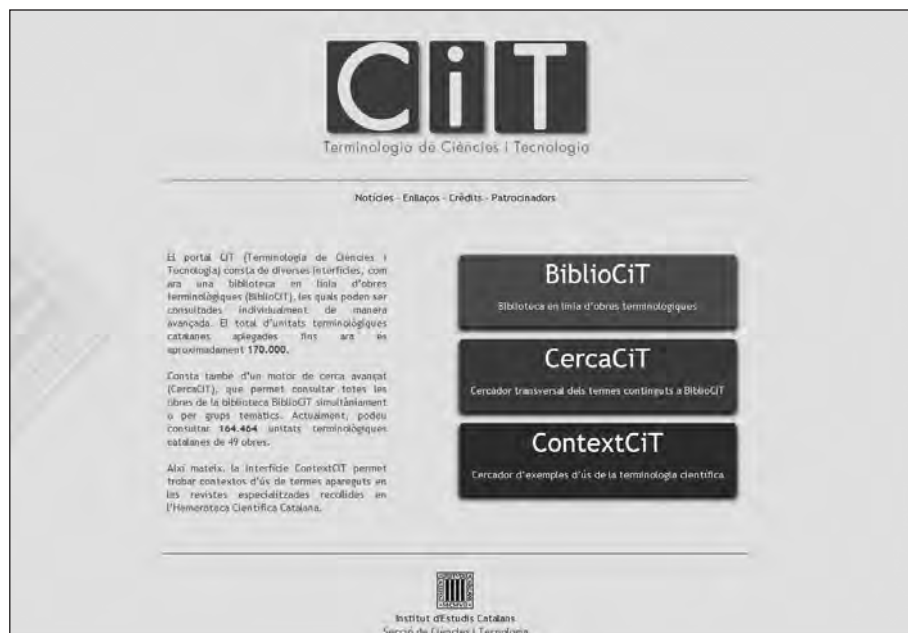 CiT
Terminologia de Ciències i Tecnologia
Notícies - Enllaços - Crèdits - Patrocinadors
El portal CiT (Terminologia de Ciències i
Tecnologia) consta de diverses interfícies, com
ara una biblioteca en línia d'obres
terminològiques (BiblioCiT), les quals poden ser
consultades individualment de manera
avançada. El total d'unitats terminològiques
catalanes aplegades fins ara és
aproximadament 170.000.
Consta també d'un motor de cerca avançat
(CercaCiT), que permet consultar totes les
obres de la biblioteca BiblioCiT simultàniament
o per grups temàtics. Actualment, podeu
consultar 164.464 unitats terminològiques
catalanes de 49 obres.
Així mateix, la interfície ContextCiT permet
trobar contextos d'ús de termes apareguts en
les revistes especialitzades recollides en
l'Hemeroteca Científica Catalana.
BiblioCiT
Biblioteca en línia d'obres terminològiques
CercaCiT
Cercador transversal dels termes continguts a BiblioCiT
ContextCiT
Cercador d'exemples d'ús de la terminologia científica
Institut d'Estudis Catalans
Secció de Ciències i Tecnologia